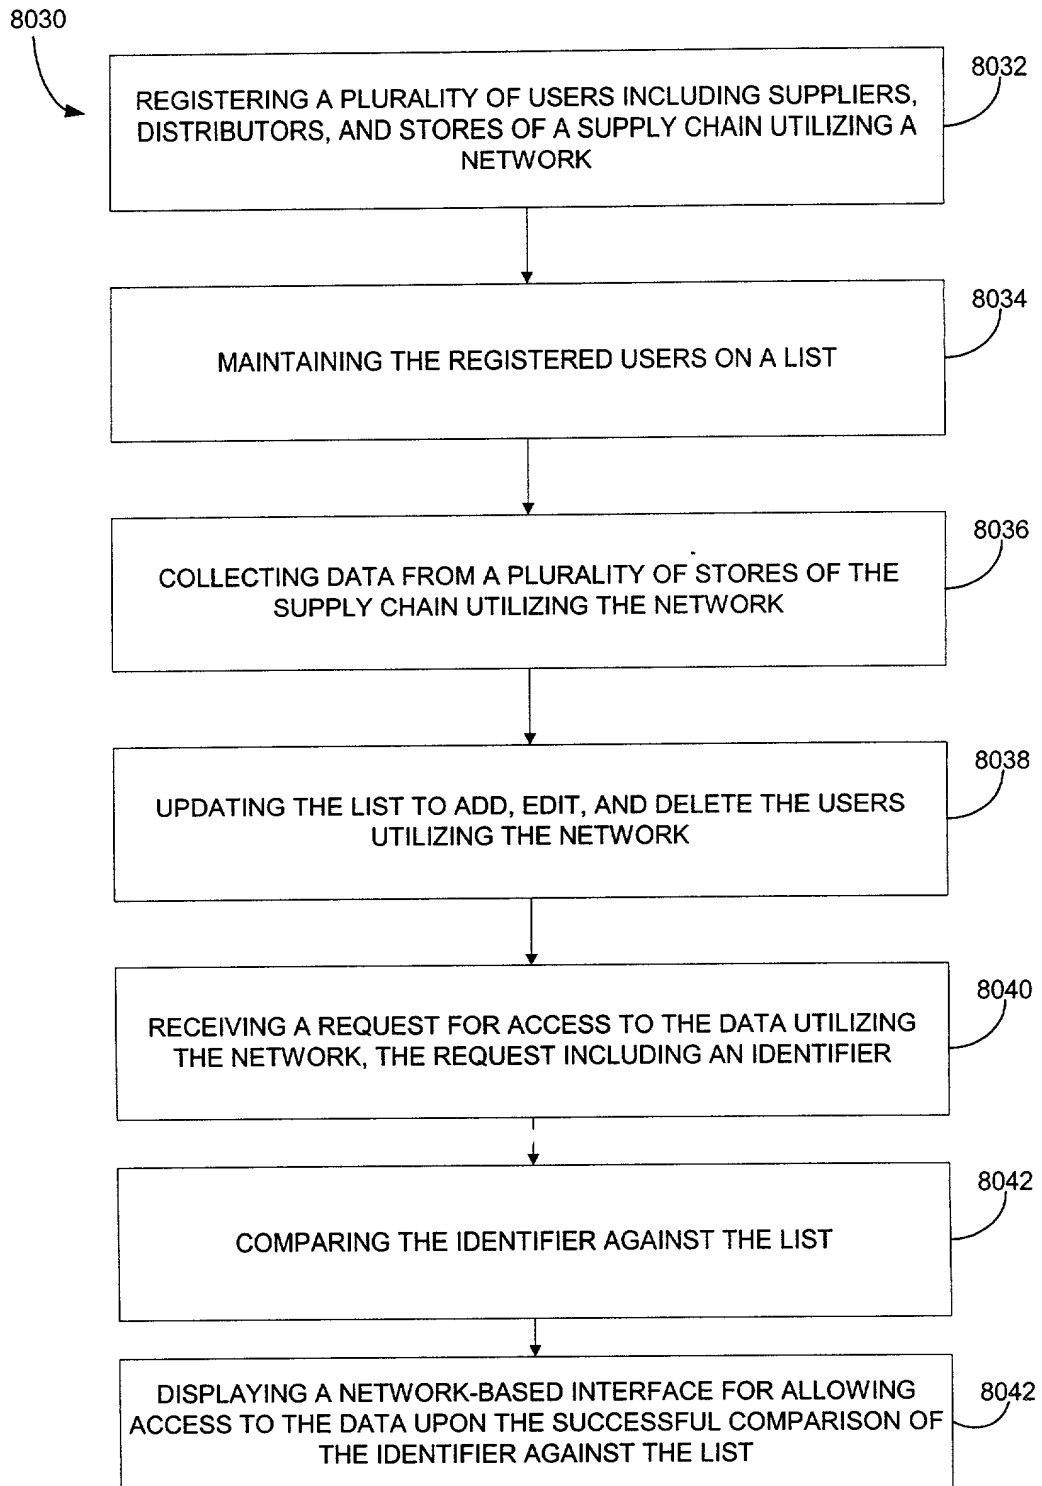 8030
8032
REGISTERING A PLURALITY OF USERS INCLUDING SUPPLIERS,
DISTRIBUTORS, AND STORES OF A SUPPLY CHAIN UTILIZING A
NETWORK
8034
MAINTAINING THE REGISTERED USERS ON A LIST
8036
COLLECTING DATA FROM A PLURALITY OF STORES OF THE
SUPPLY CHAIN UTILIZING THE NETWORK
8038
UPDATING THE LIST TO ADD, EDIT, AND DELETE THE USERS
UTILIZING THE NETWORK
8040
RECEIVING A REQUEST FOR ACCESS TO THE DATA UTILIZING
THE NETWORK, THE REQUEST INCLUDING AN IDENTIFIER
8042
COMPARING THE IDENTIFIER AGAINST THE LIST
8042
DISPLAYING A NETWORK-BASED INTERFACE FOR ALLOWING
ACCESS TO THE DATA UPON THE SUCCESSFUL COMPARISON OF
THE IDENTIFIER AGAINST THE LIST